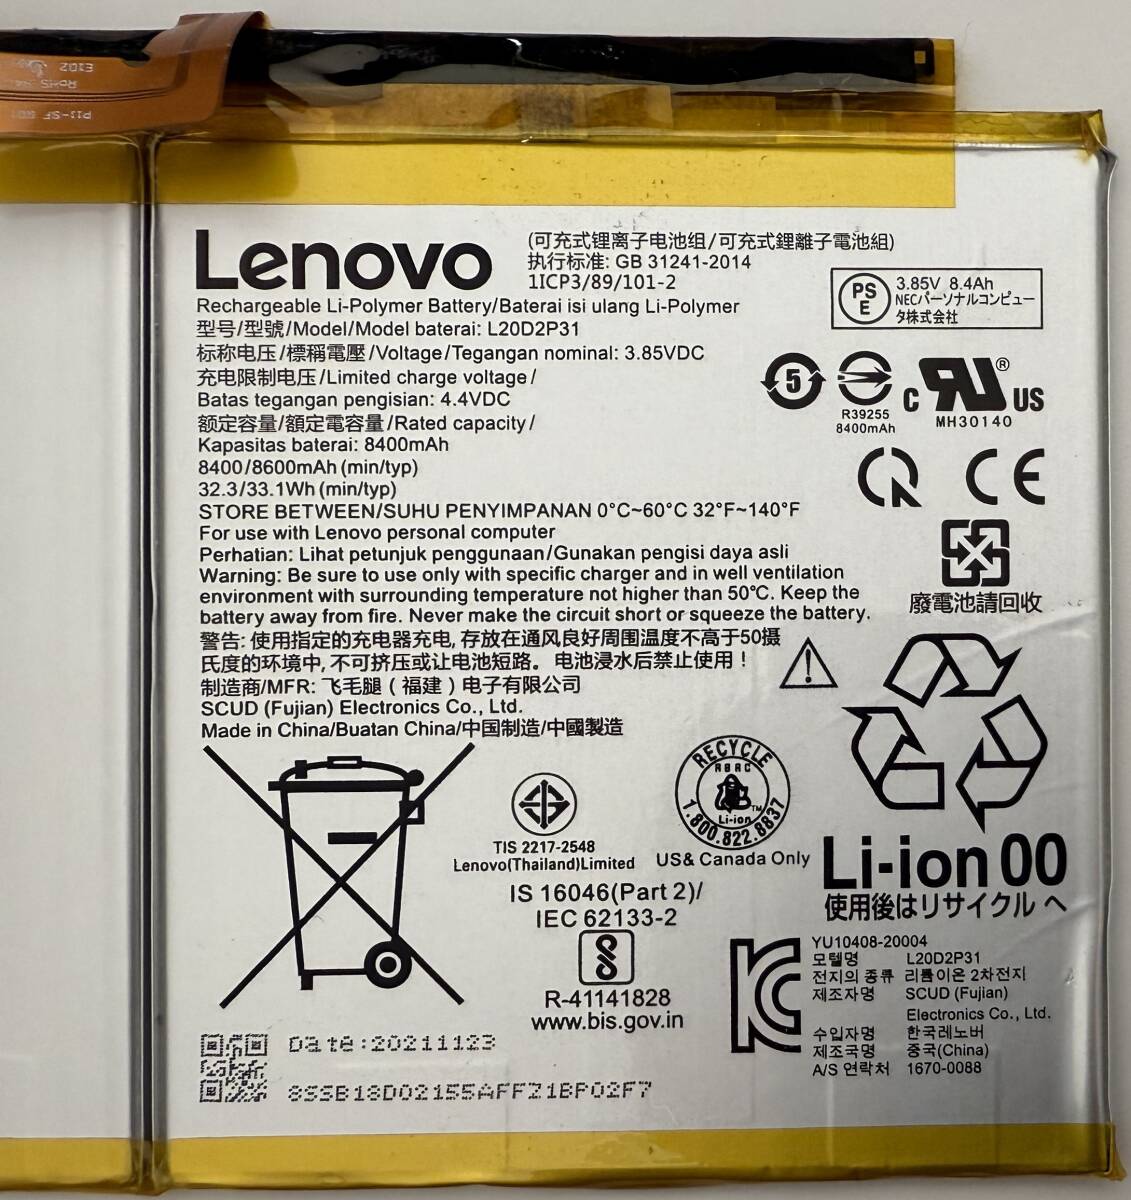 E102
RoHS
P11-SF
Lenovo
(可充式锂离子电池组/可充式鋰離子電池組)
执行标准: GB 31241-2014
1ICP3/89/101-2
Rechargeable Li-Polymer Battery/Baterai isi ulang Li-Polymer
型号/型號/Model/Model baterai: L20D2P31
标称电压/標稱電壓/Voltage/Tegangan nominal: 3.85VDC
充电限制电压/Limited charge voltage/
Batas tegangan pengisian: 4.4VDC
额定容量/額定電容量/Rated capacity/
Kapasitas baterai: 8400mAh
8400/8600mAh (min/typ)
32.3/33.1Wh (min/typ)
STORE BETWEEN/SUHU PENYIMPANAN 0°C~60°C 32°F~140°F
For use with Lenovo personal computer
Perhatian: Lihat petunjuk penggunaan/Gunakan pengisi daya asli
Warning: Be sure to use only with specific charger and in well ventilation
environment with surrounding temperature not higher than 50℃. Keep the
battery away from fire. Never make the circuit short or squeeze the battery.
警告: 使用指定的充电器充电, 存放在通风良好周围温度不高于50摄
氏度的环境中, 不可挤压或让电池短路。 电池浸水后禁止使用！
制造商/MFR: 飞毛腿（福建）电子有限公司
SCUD (Fujian) Electronics Co., Ltd.
Made in China/Buatan China/中国制造/中國製造
PS
E
3.85V 8.4Ah
NECパーソナルコンピュー
タ株式会社
5
R39255
8400mAh
C RU ® US
MH30140
CE
廢電池請回收
TIS 2217-2548
Lenovo(Thailand)Limited
RECYCLE
RBRC
TM
Li-ion
1.800.822.8837
US& Canada Only
Li-ion 00
使用後はリサイクル へ
IS 16046(Part 2)/
IEC 62133-2
R-41141828
www.bis.gov.in
YU10408-20004
모델명 L20D2P31
전지의 종류 리튬이온 2차전지
제조자명 SCUD (Fujian)
Electronics Co., Ltd.
수입자명 한국레노버
제조국명 중국(China)
A/S 연락처 1670-0088
Date:20211123
8SSB18D02155AFFZ1BP02F7